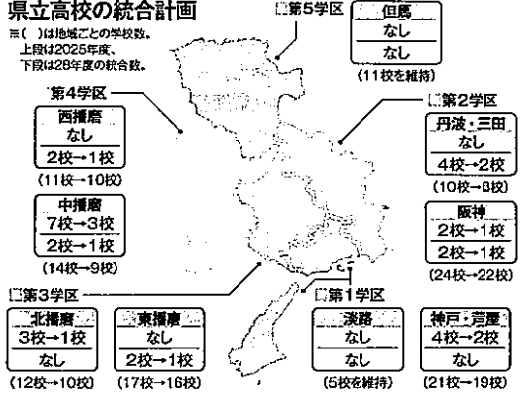 県立高校の統合計画
※( )は地域ごとの学校数。
上段は2025年度、
下段は28年度の統合数。
第5学区
但馬
なし
なし
(11校を維持)
第4学区
西播磨
なし
2校→1校
(11校→10校)
中播磨
7校→3校
2校→1校
(14校→9校)
第2学区
丹波・三田
なし
4校→2校
(10校→8校)
阪神
2校→1校
2校→1校
(24校→22校)
第3学区
北播磨
3校→1校
なし
(12校→10校)
東播磨
なし
2校→1校
(17校→16校)
第1学区
淡路
なし
なし
(5校を維持)
神戸・芦屋
4校→2校
なし
(21校→19校)